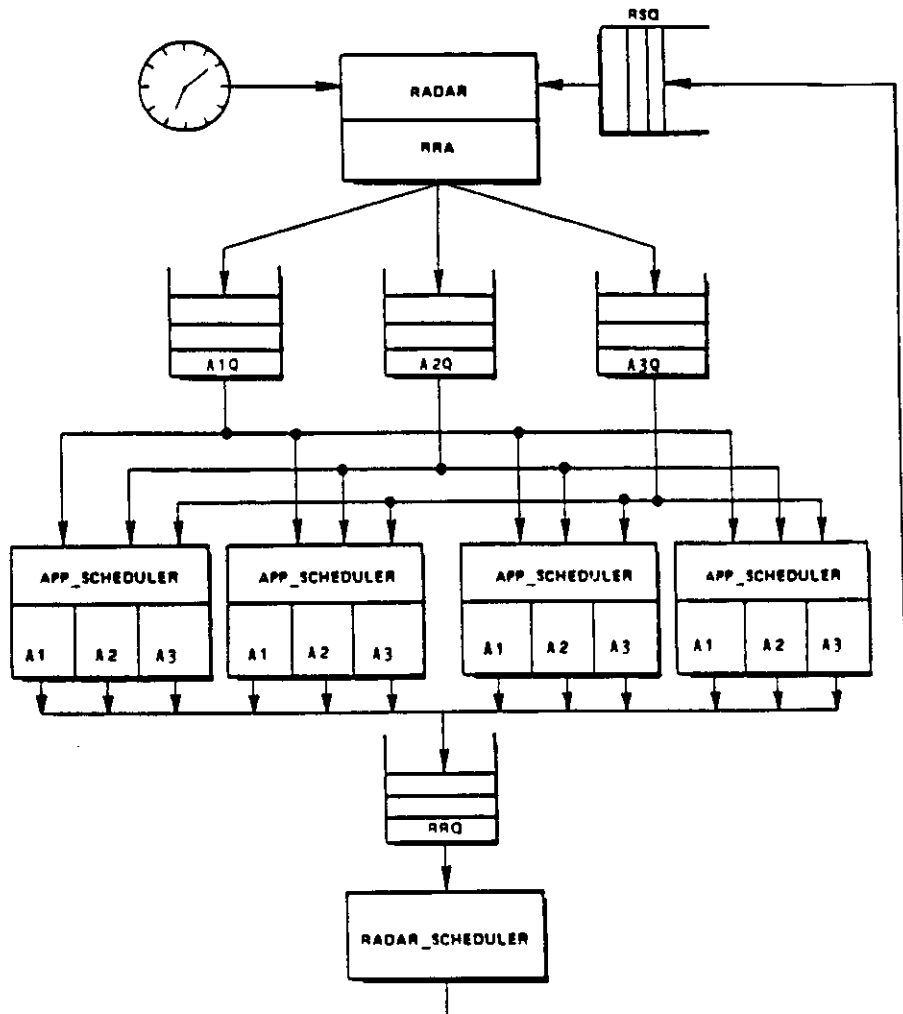 RSQ
RADAR
RRA
A1Q A2Q A3Q
APP_SCHEDULER APP_SCHEDULER APP_SCHEDULER APP_SCHEDULER
A1 A2 A3 A1 A2 A3 A1 A2 A3 A1 A2 A3
RRQ
RADAR_SCHEDULER